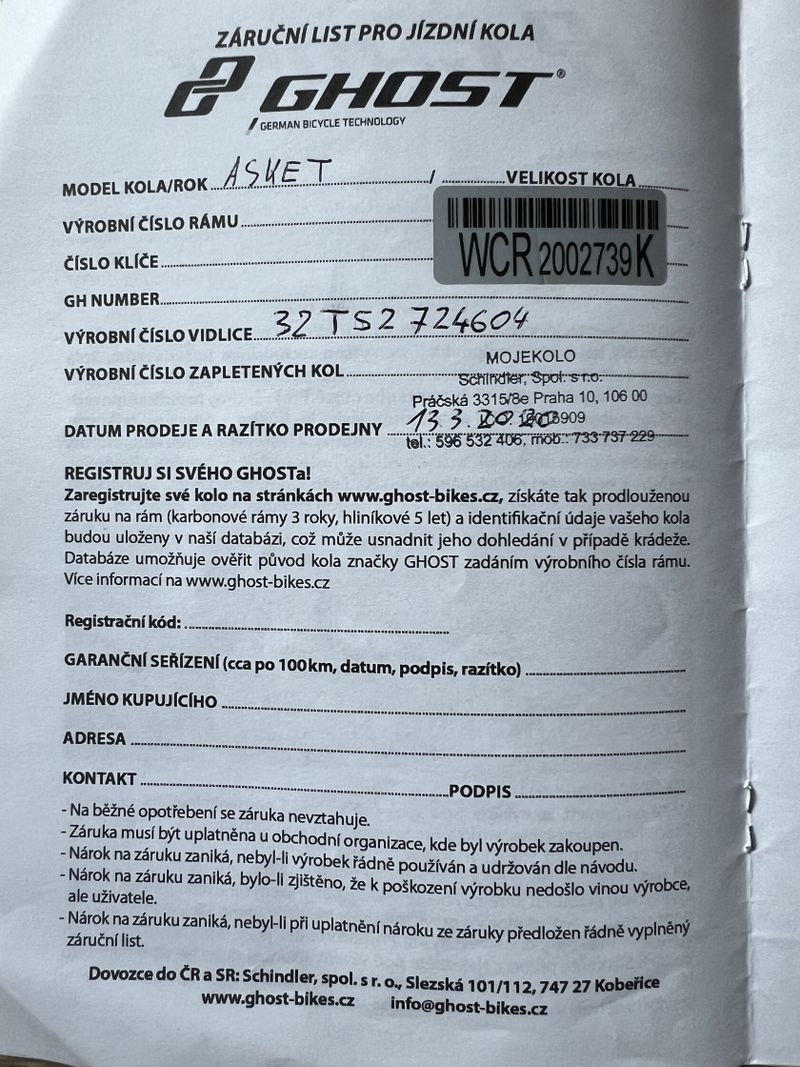 ZÁRUČNÍ LIST PRO JÍZDNÍ KOLA
GHOST®
GERMAN BICYCLE TECHNOLOGY
MODEL KOLA/ROK ASKET / VELIKOST KOLA
VÝROBNÍ ČÍSLO RÁMU
WCR2002739K
ČÍSLO KLÍČE
GH NUMBER
VÝROBNÍ ČÍSLO VIDLICE 32TS2724604
VÝROBNÍ ČÍSLO ZAPLETENÝCH KOL
MOJEKOLO
Schindler, Spol. s r.o.
Práčská 3315/8e Praha 10, 106 00
DATUM PRODEJE A RAZÍTKO PRODEJNY 13.3.2020
tel.: 596 532 406, mob.: 733 737 229
REGISTRUJ SI SVÉHO GHOSTa!
Zaregistrujte své kolo na stránkách www.ghost-bikes.cz, získáte tak prodlouženou
záruku na rám (karbonové rámy 3 roky, hliníkové 5 let) a identifikační údaje vašeho kola
budou uloženy v naší databázi, což může usnadnit jeho dohledání v případě krádeže.
Databáze umožňuje ověřit původ kola značky GHOST zadáním výrobního čísla rámu.
Více informací na www.ghost-bikes.cz
Registrační kód:
GARANČNÍ SEŘÍZENÍ (cca po 100km, datum, podpis, razítko)
JMÉNO KUPUJÍCÍHO
ADRESA
KONTAKT PODPIS
- Na běžné opotřebení se záruka nevztahuje.
- Záruka musí být uplatněna u obchodní organizace, kde byl výrobek zakoupen.
- Nárok na záruku zaniká, nebyl-li výrobek řádně používán a udržován dle návodu.
- Nárok na záruku zaniká, bylo-li zjištěno, že k poškození výrobku nedošlo vinou výrobce,
ale uživatele.
- Nárok na záruku zaniká, nebyl-li při uplatnění nároku ze záruky předložen řádně vyplněný
záruční list.
Dovozce do ČR a SR: Schindler, spol. s r. o., Slezská 101/112, 747 27 Kobeřice
www.ghost-bikes.cz info@ghost-bikes.cz